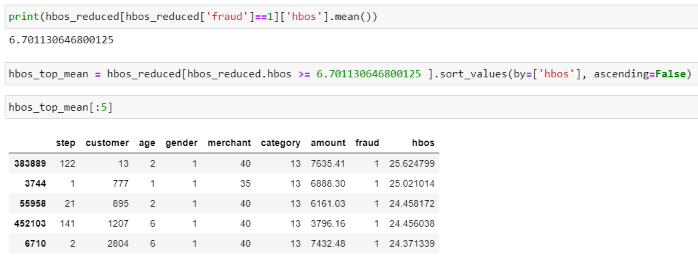 print(hbos_reduced[hbos_reduced['fraud']==1]['hbos'].mean())
6.701130646800125
hbos_top_mean = hbos_reduced[hbos_reduced.hbos >= 6.701130646800125 ].sort_values(by=['hbos'], ascending=False)
hbos_top_mean[:5]
step customer age gender merchant category amount fraud hbos
383889 122 13 2 1 40 13 7635.41 1 25.624799
3744 1 777 1 1 35 13 6888.30 1 25.021014
55958 21 895 2 1 40 13 6161.03 1 24.458172
452103 141 1207 6 1 40 13 3796.16 1 24.456038
6710 2 2804 6 1 40 13 7432.48 1 24.371339